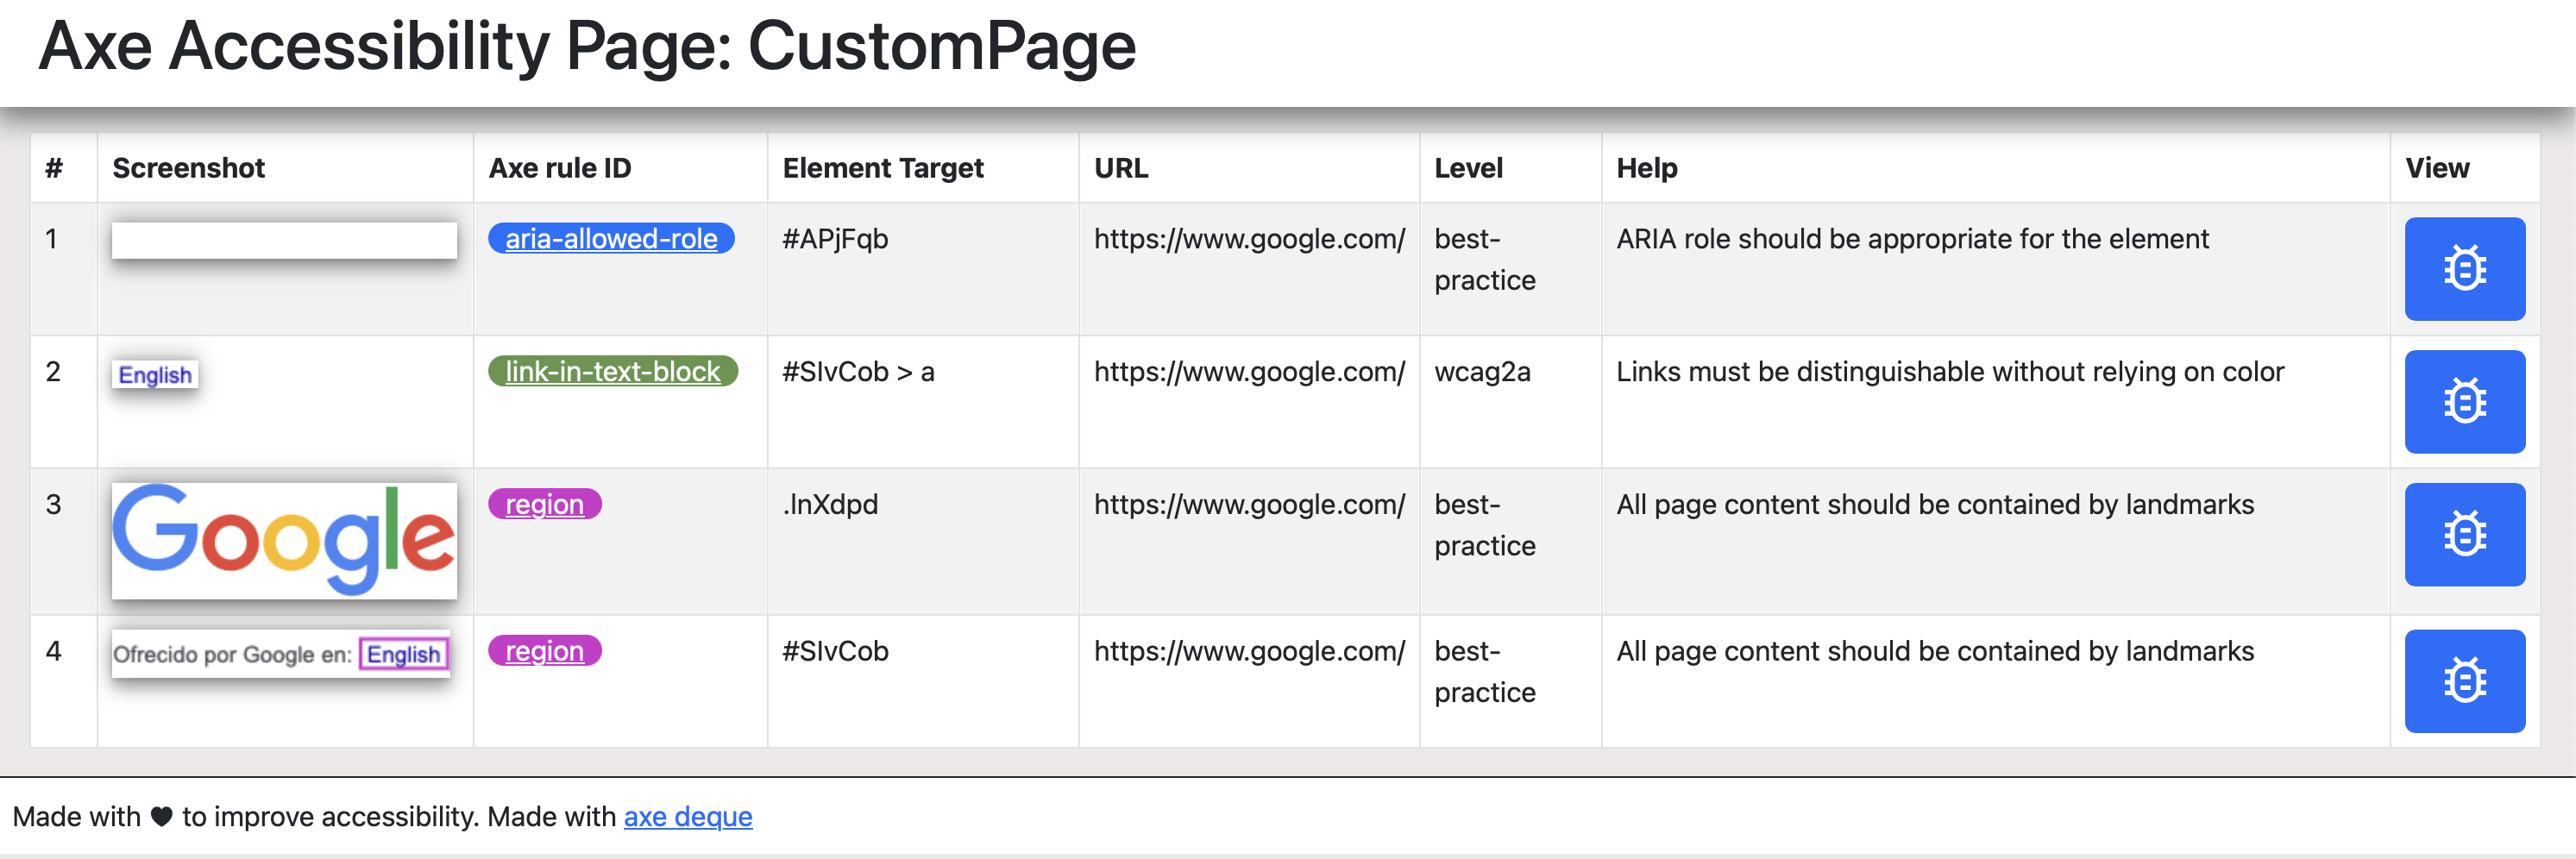 Axe Accessibility Page: CustomPage
# Screenshot Axe rule ID Element Target URL Level Help View
1 aria-allowed-role #APjFqb https://www.google.com/ best-practice ARIA role should be appropriate for the element
2 English link-in-text-block #SIvCob > a https://www.google.com/ wcag2a Links must be distinguishable without relying on color
3 Google region .lnXdpd https://www.google.com/ best-practice All page content should be contained by landmarks
4 Ofrecido por Google en: English region #SIvCob https://www.google.com/ best-practice All page content should be contained by landmarks
Made with ♥ to improve accessibility. Made with axe deque